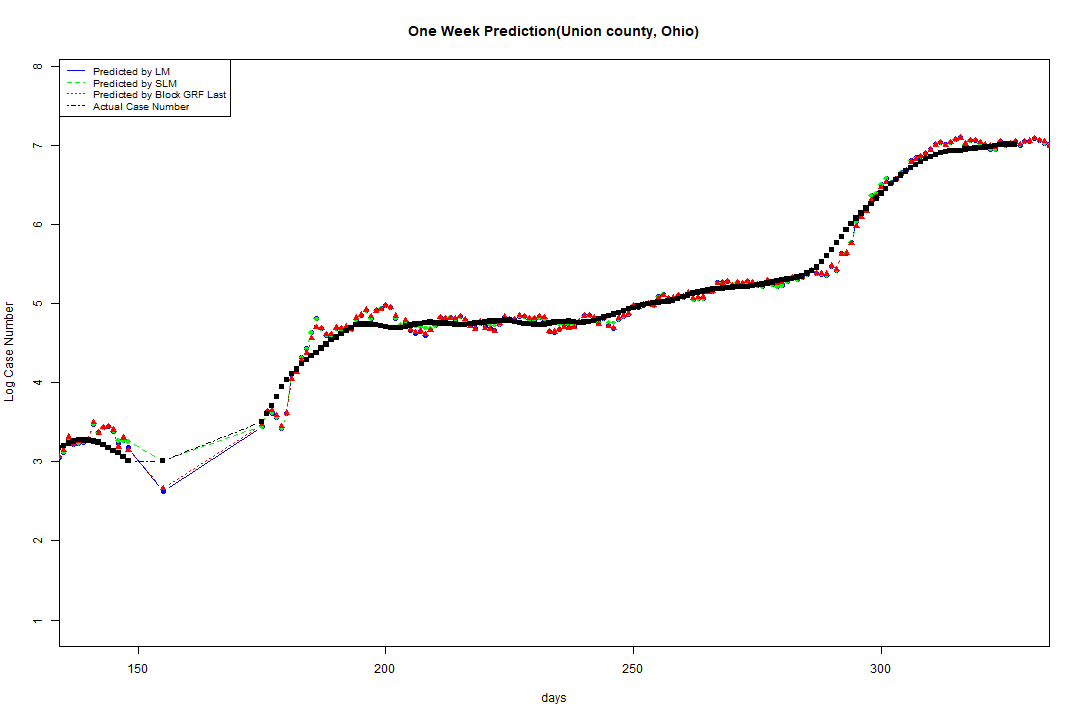 One Week Prediction(Union county, Ohio)
Predicted by LM
Predicted by SLM
Predicted by Block GRF Last
Actual Case Number
8
7
6
5
4
3
2
1
Log Case Number
150 200 250 300
days